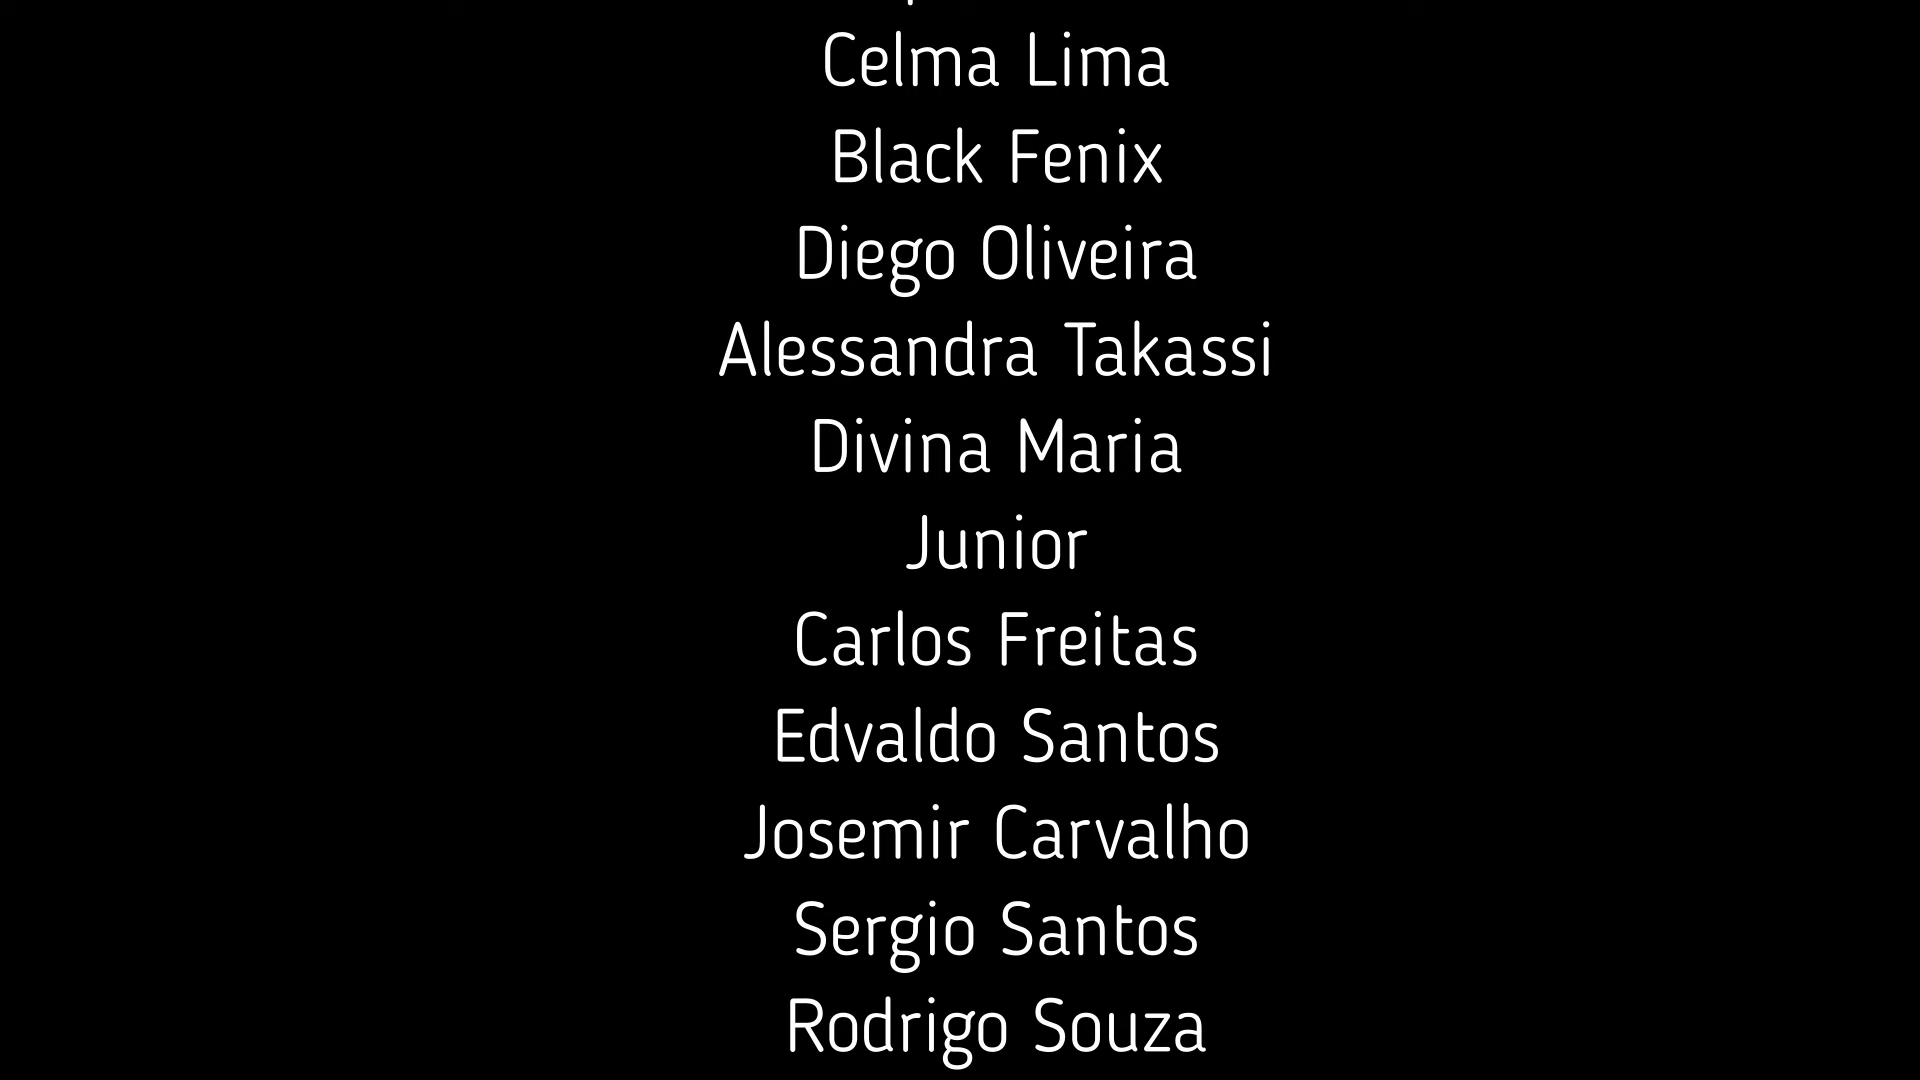 Celma Lima
Black Fenix
Diego Oliveira
Alessandra Takassi
Divina Maria
Junior
Carlos Freitas
Edvaldo Santos
Josemir Carvalho
Sergio Santos
Rodrigo Souza